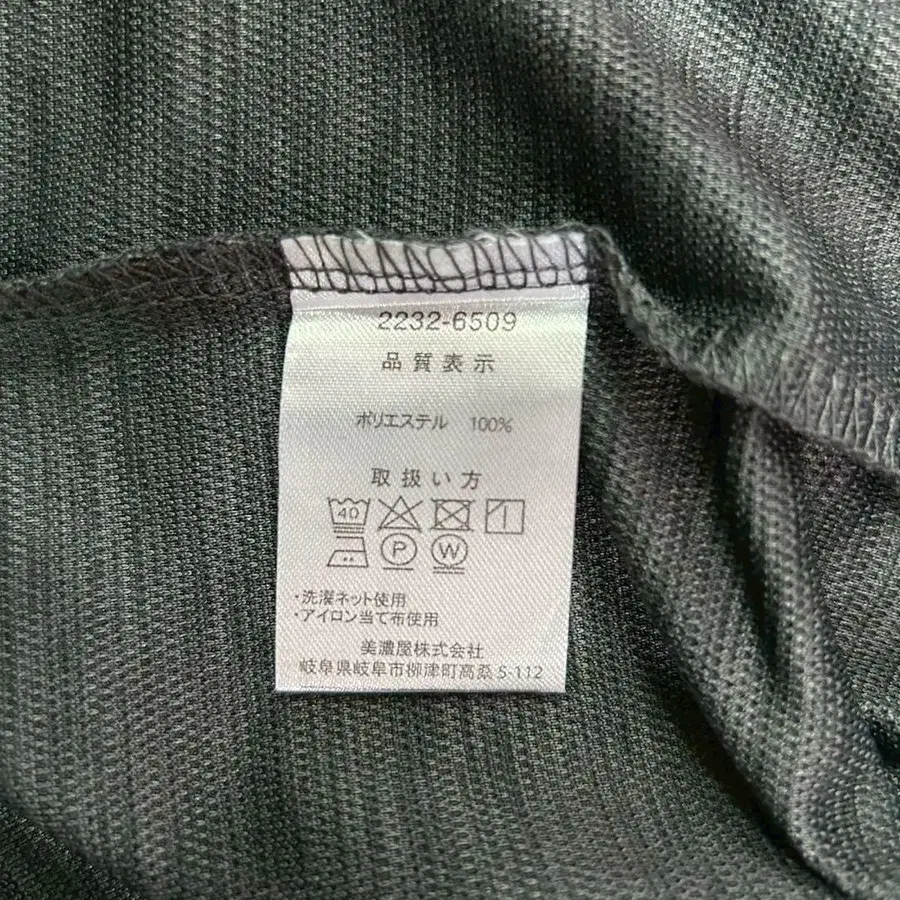 2232-6509
品質表示
ポリエステル 100%
取扱い方
40
P W
・洗濯ネット使用
・アイロン当て布使用
美濃屋株式会社
岐阜県岐阜市柳津町高桑5-112